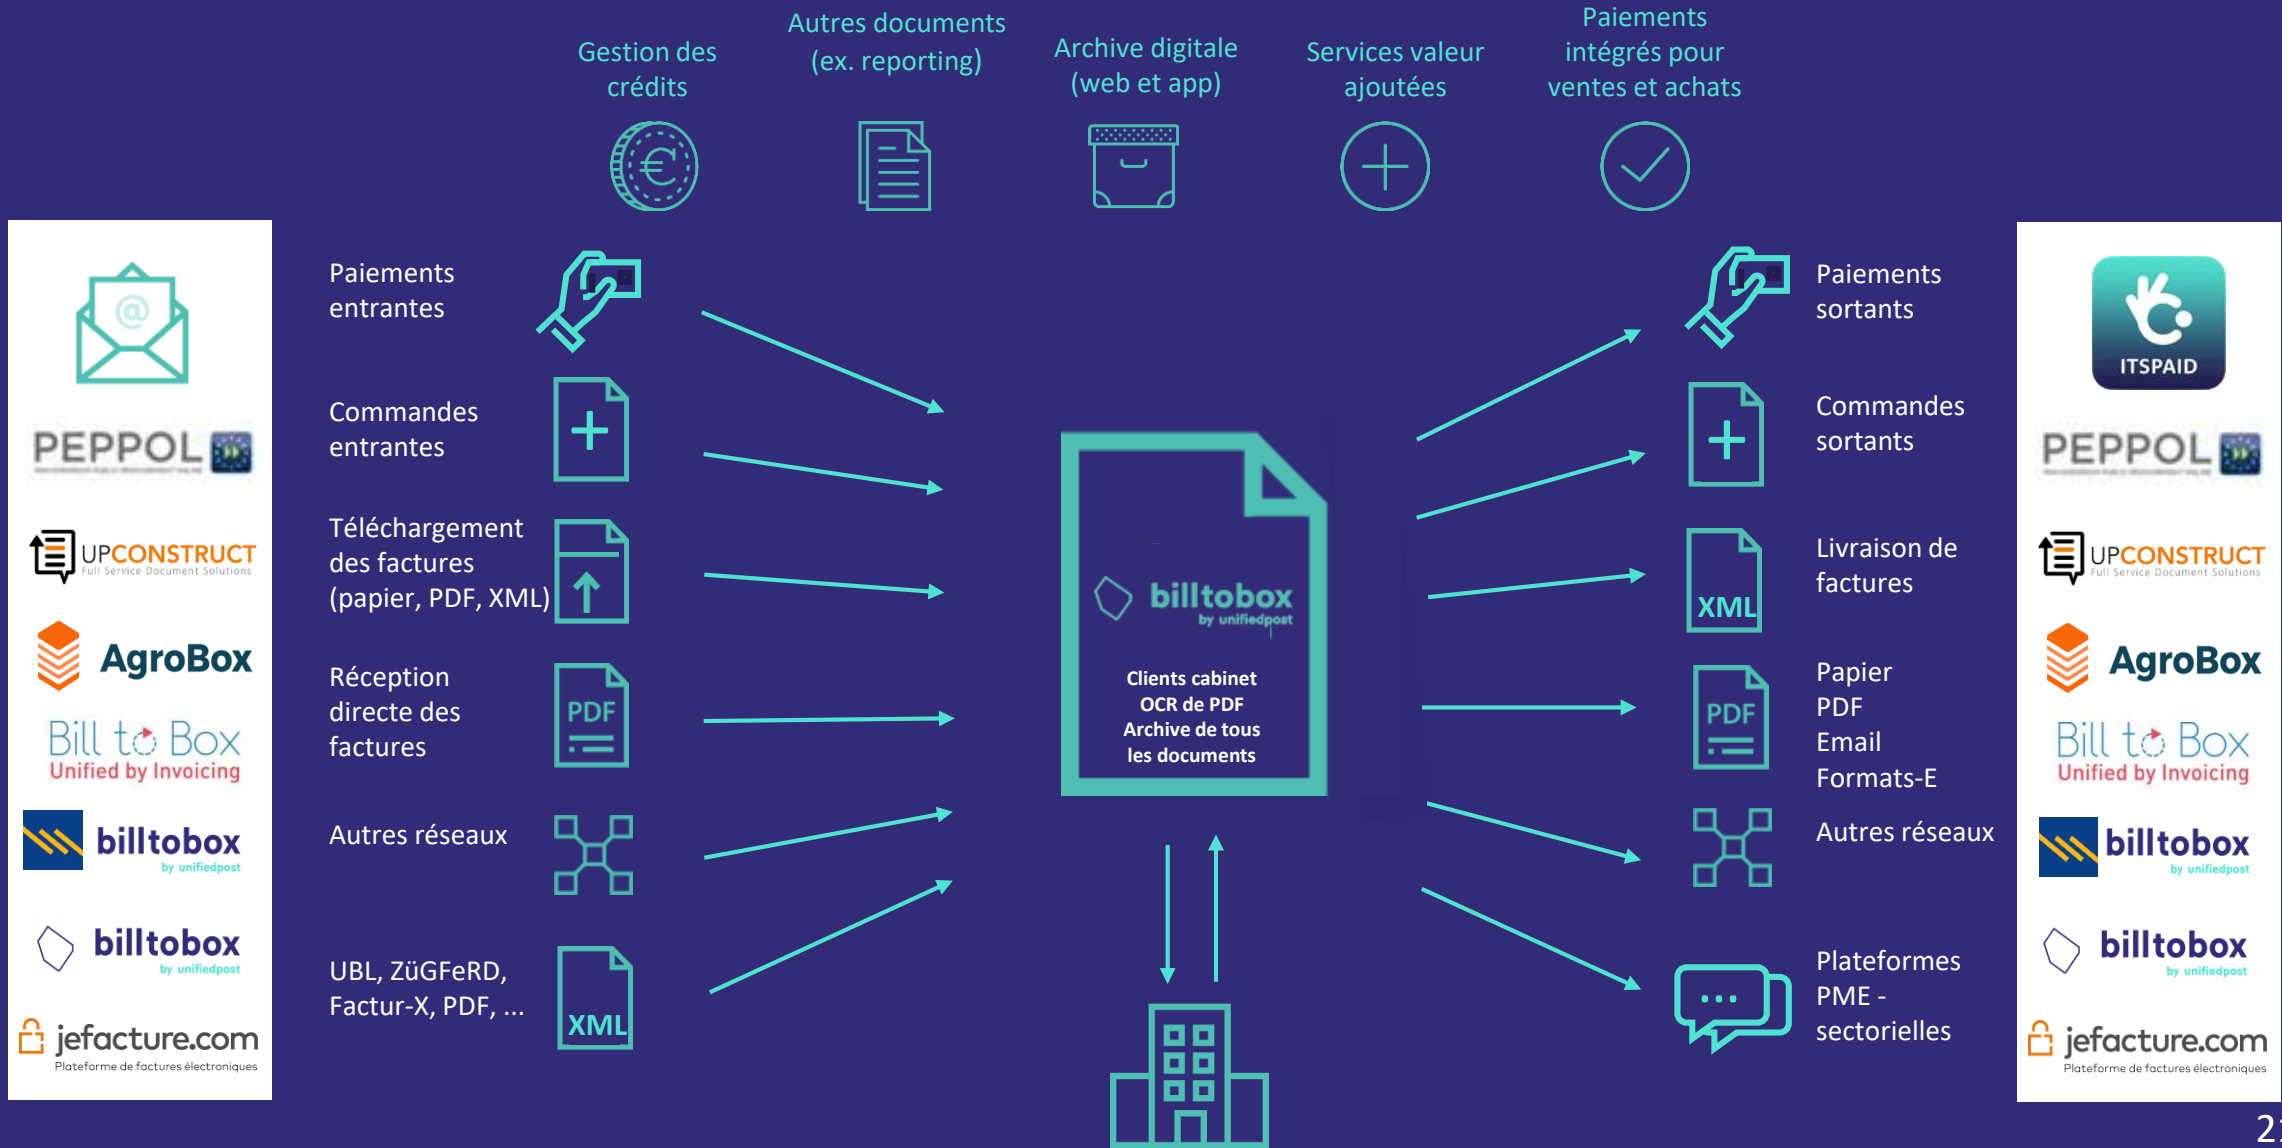 Gestion des
crédits
Autres documents
(ex. reporting)
Archive digitale
(web et app)
Services valeur
ajoutées
Paiements
intégrés pour
ventes et achats
@
PEPPOL
UPCONSTRUCT
Full Service Document Solutions
AgroBox
Bill to Box
Unified by Invoicing
billtobox
by unifiedpost
billtobox
by unifiedpost
jefacture.com
Plateforme de factures électroniques
Paiements
entrantes
Commandes
entrantes
Téléchargement
des factures
(papier, PDF, XML)
Réception
directe des
factures
PDF
Autres réseaux
UBL, ZüGFeRD,
Factur-X, PDF, ...
XML
billtobox
by unifiedpost
Clients cabinet
OCR de PDF
Archive de tous
les documents
Paiements
sortants
Commandes
sortants
Livraison de
factures
XML
Papier
PDF
Email
Formats-E
PDF
Autres réseaux
Plateformes
PME -
sectorielles
ITSPAID
PEPPOL
UPCONSTRUCT
Full Service Document Solutions
AgroBox
Bill to Box
Unified by Invoicing
billtobox
by unifiedpost
billtobox
by unifiedpost
jefacture.com
Plateforme de factures électroniques